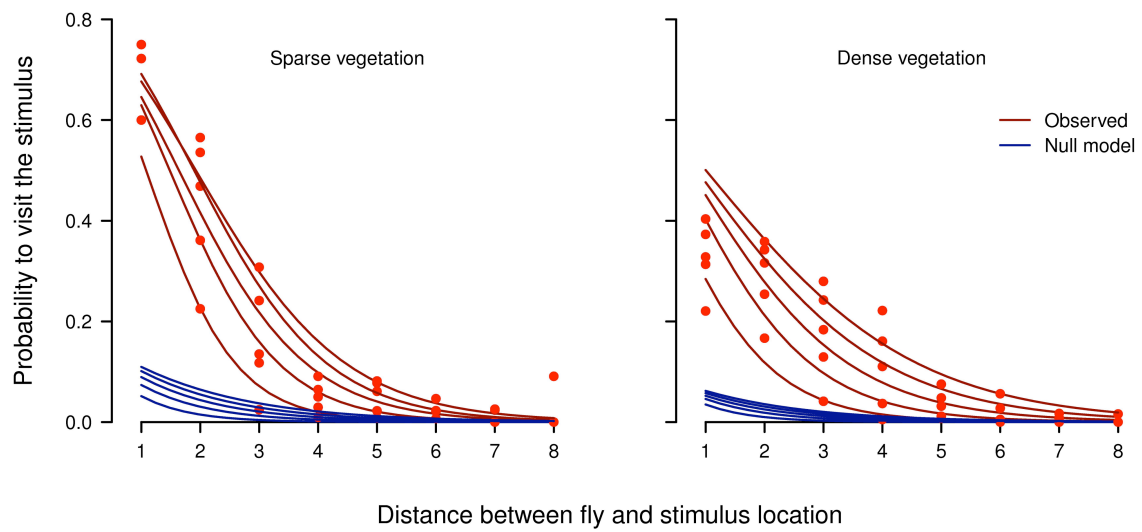 Probability to visit the stimulus
0.8
0.6
0.4
0.2
0.0
Sparse vegetation
1 2 3 4 5 6 7 8
Dense vegetation
Observed
Null model
1 2 3 4 5 6 7 8
Distance between fly and stimulus location